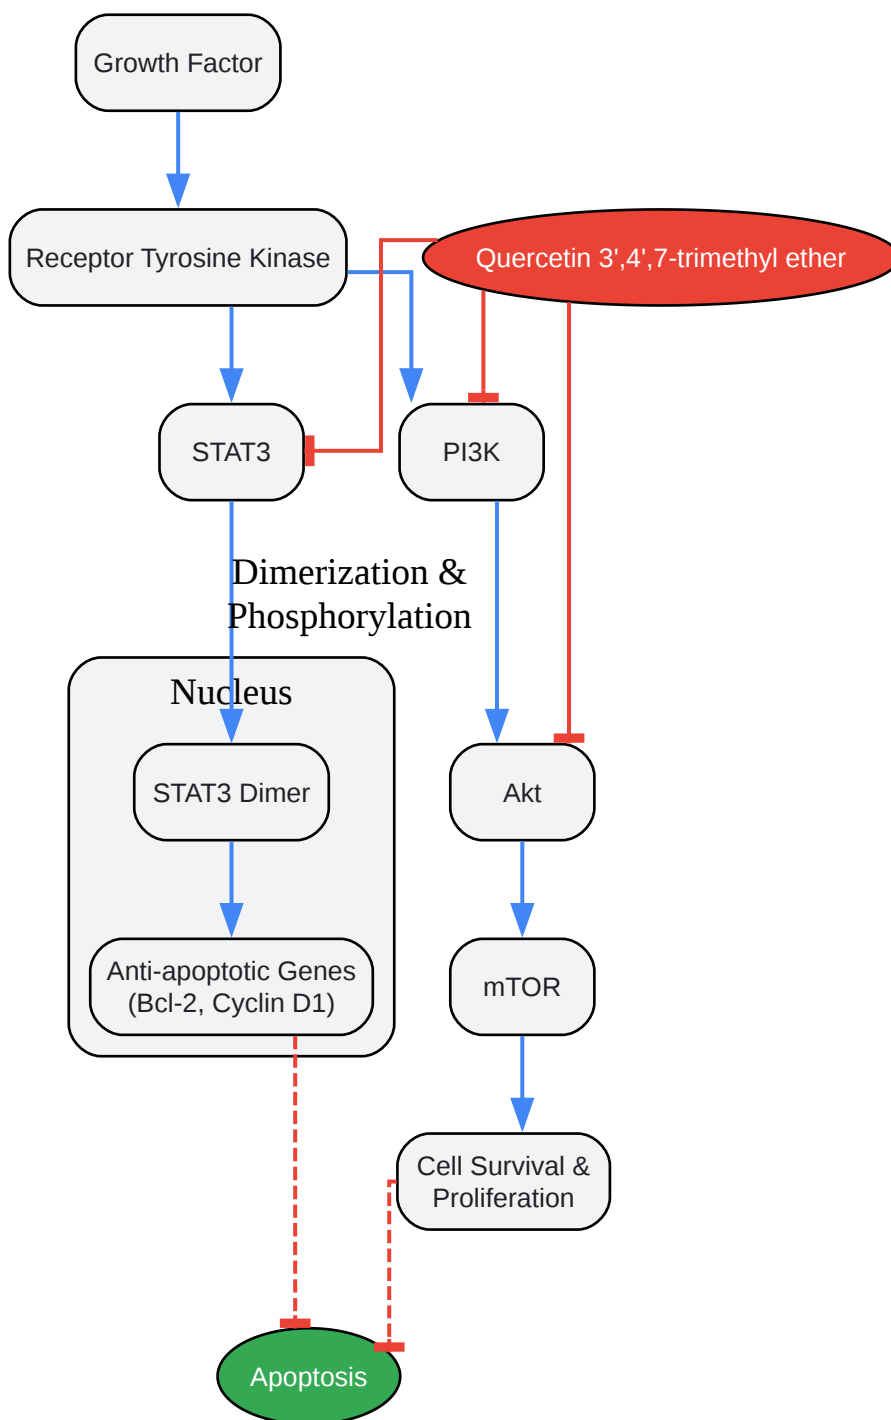 Growth Factor
Receptor Tyrosine Kinase
Quercetin 3',4',7-trimethyl ether
STAT3
PI3K
Dimerization &
Phosphorylation
Nucleus
STAT3 Dimer
Akt
Anti-apoptotic Genes
(Bcl-2, Cyclin D1)
mTOR
Cell Survival &
Proliferation
Apoptosis